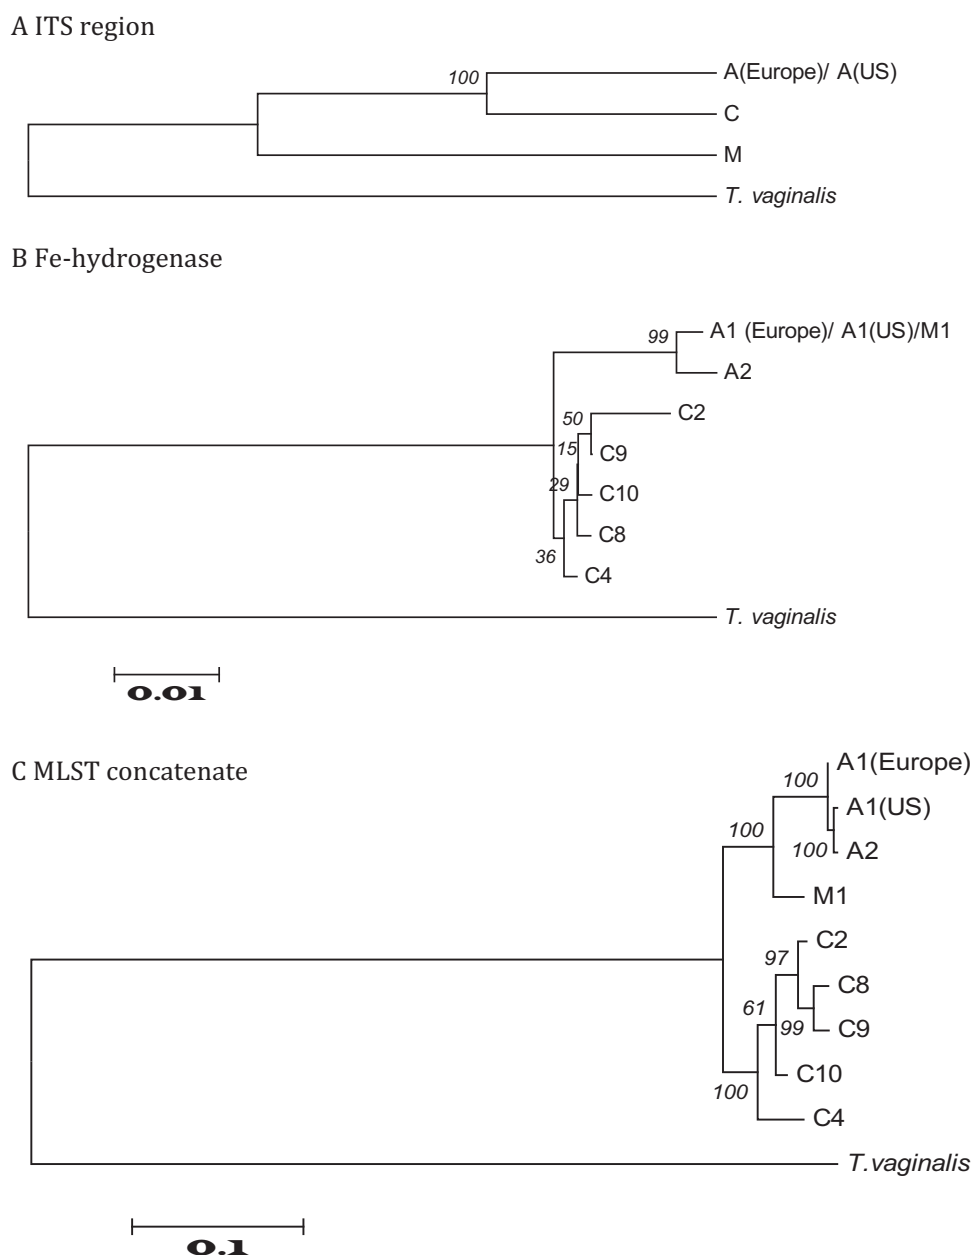 A ITS region
100
A(Europe)/ A(US)
C
M
T. vaginalis
B Fe-hydrogenase
99
A1 (Europe)/ A1(US)/M1
A2
50
C2
15
C9
29
C10
C8
36
C4
T. vaginalis
0.01
C MLST concatenate
A1(Europe)
100
A1(US)
100
100
A2
M1
C2
97
C8
61
99
C9
C10
100
C4
T.vaginalis
0.1